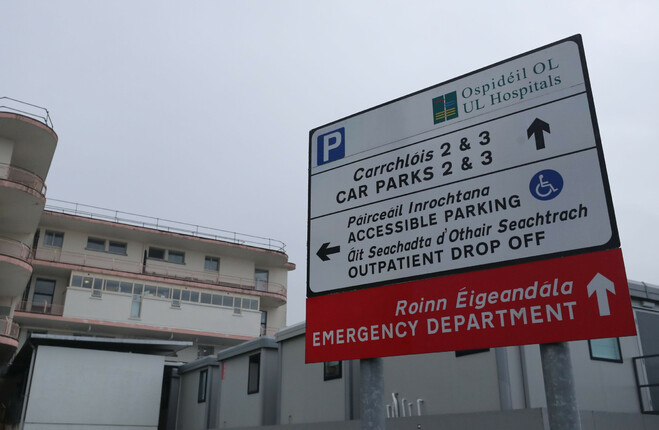 Ospidéil OL
UL Hospitals
P
Carrchlóis 2 & 3
CAR PARKS 2 & 3
Páirceáil Inrochtana
ACCESSIBLE PARKING
Áit Seachadta d'Othair Seachtrach
OUTPATIENT DROP OFF
Roinn Éigeandála
EMERGENCY DEPARTMENT